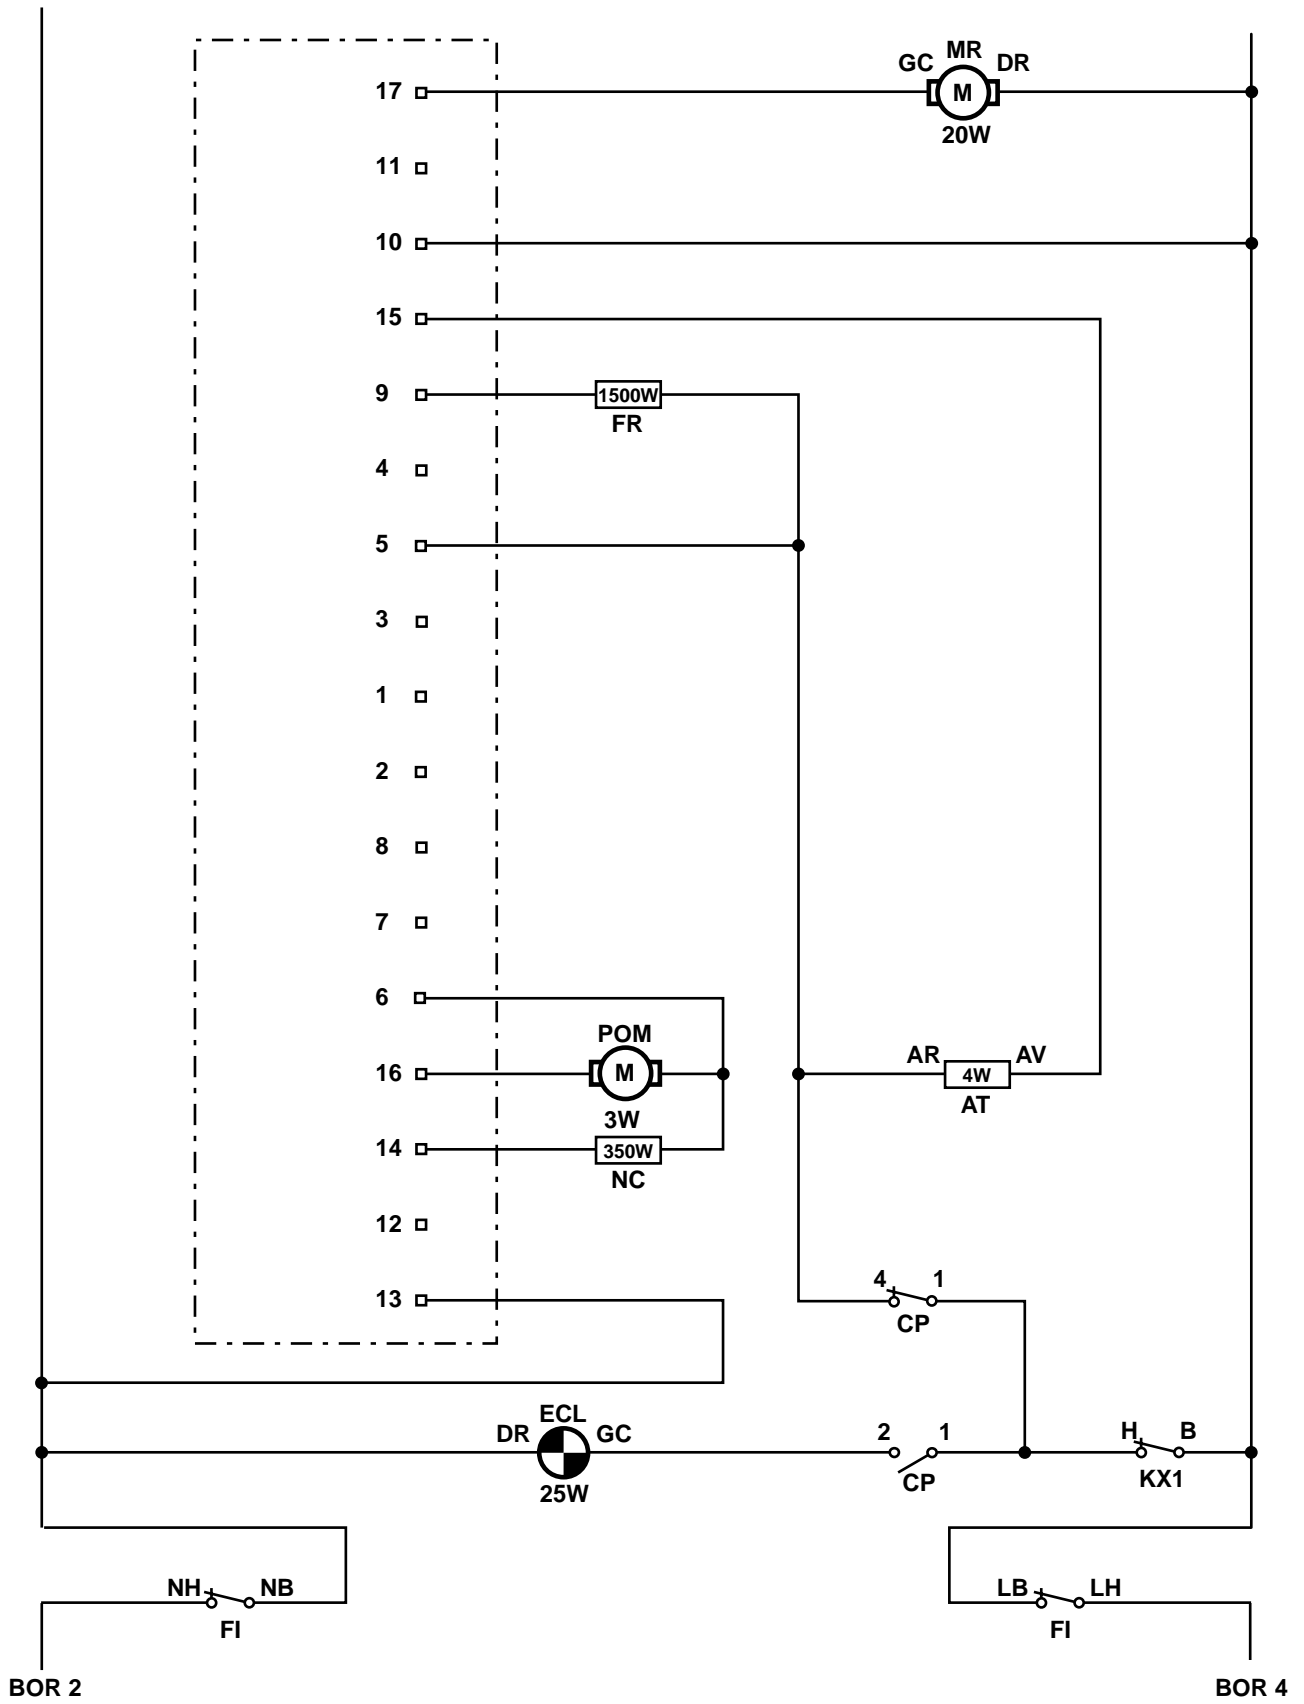 MR
GC DR
17 M
20W
11
10
15
9 1500W
FR
4
5
3
1
2
8
7
6
POM AR AV
16 M 4W
3W AT
14 350W
NC
12
4 1
13
CP
ECL
DR GC 2 1 H B
25W CP KX1
NH NB LB LH
FI FI
BOR 2 BOR 4